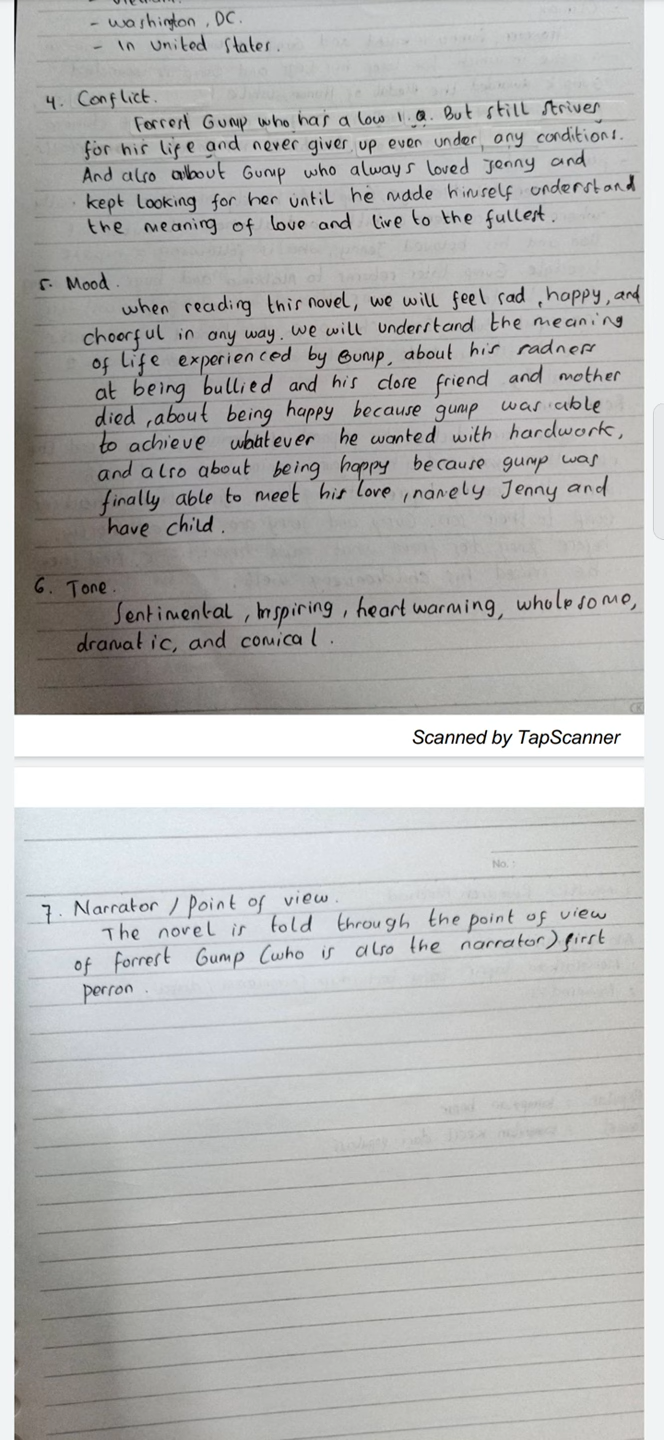 - Washington, DC.
- In United States.
4. Conflict.
Forrest Gump who has a low I.Q. But still strives
for his life and never gives up even under any conditions.
And also about Gump who always loved Jenny and
kept looking for her until he made himself understand
the meaning of love and live to the fullest.
5. Mood.
when reading this novel, we will feel sad, happy, and
cheerful in any way. We will understand the meaning
of life experienced by Gump, about his sadness
at being bullied and his close friend and mother
died, about being happy because gump was able
to achieve whatever he wanted with hardwork,
and also about being happy because gump was
finally able to meet his love, namely Jenny and
have child.
6. Tone.
Sentimental, Inspiring, heartwarming, wholesome,
dramatic, and comical.
Scanned by TapScanner
No :
7. Narrator / Point of view.
The novel is told through the point of view
of Forrest Gump (who is also the narrator) first
person.